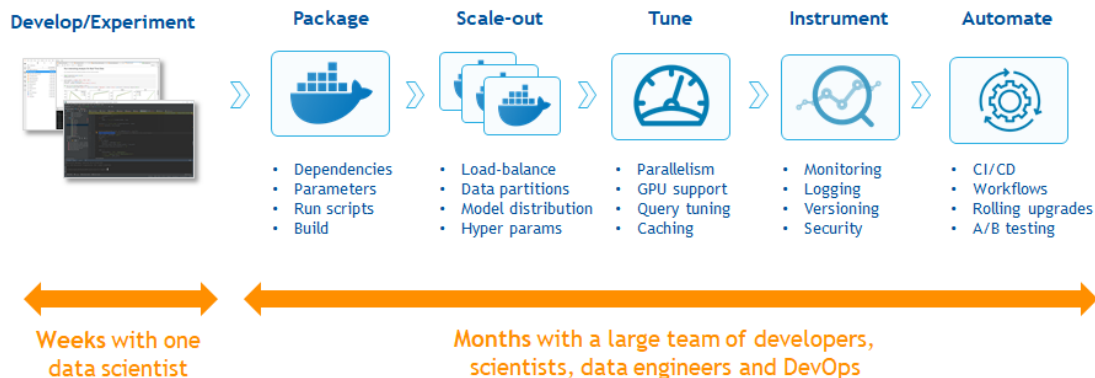 Develop/Experiment
Package
Scale-out
Tune
Instrument
Automate
• Dependencies
• Parameters
• Run scripts
• Build
• Load-balance
• Data partitions
• Model distribution
• Hyper params
• Parallelism
• GPU support
• Query tuning
• Caching
• Monitoring
• Logging
• Versioning
• Security
• CI/CD
• Workflows
• Rolling upgrades
• A/B testing
Weeks with one
data scientist
Months with a large team of developers,
scientists, data engineers and DevOps